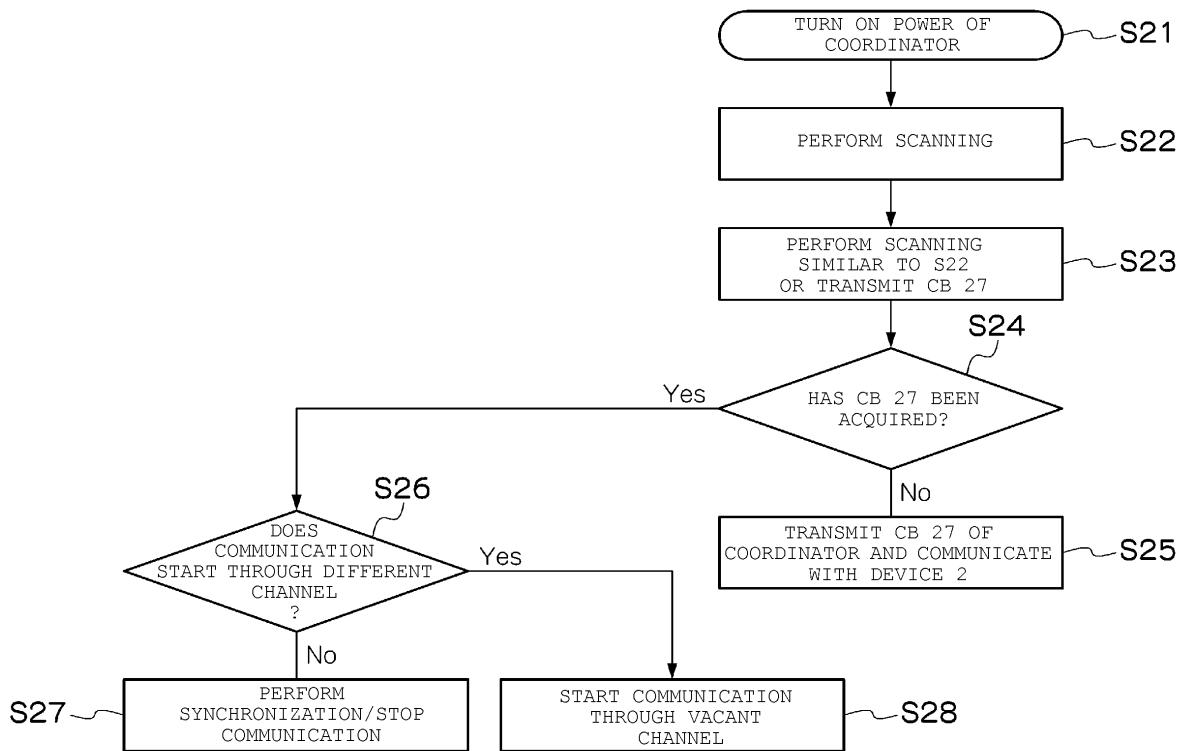 TURN ON POWER OF
COORDINATOR
S21
PERFORM SCANNING
S22
PERFORM SCANNING
SIMILAR TO S22
OR TRANSMIT CB 27
S23
S24
HAS CB 27 BEEN
ACQUIRED?
Yes
No
TRANSMIT CB 27 OF
COORDINATOR AND COMMUNICATE
WITH DEVICE 2
S25
S26
DOES
COMMUNICATION
START THROUGH DIFFERENT
CHANNEL
?
Yes
No
S27
PERFORM
SYNCHRONIZATION/STOP
COMMUNICATION
START COMMUNICATION
THROUGH VACANT
CHANNEL
S28